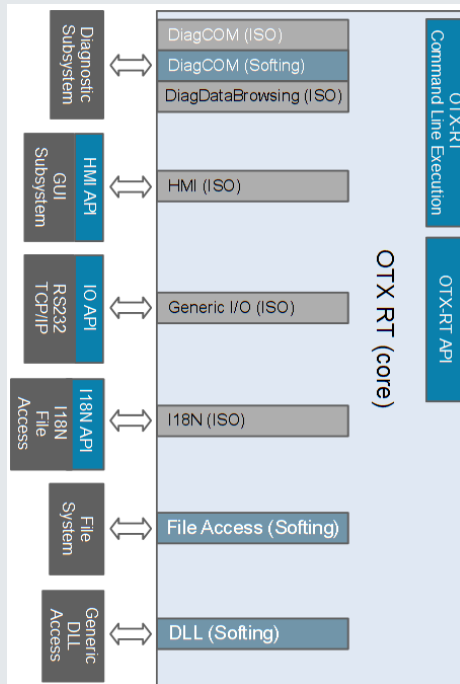 Diagnostic
Subsystem
DiagCOM (ISO)
DiagCOM (Softing)
DiagDataBrowsing (ISO)
OTX-RT
Command Line Execution
HMI API
GUI
Subsystem
HMI (ISO)
OTX-RT API
OTX RT (core)
IO API
RS232
TCP/IP
Generic I/O (ISO)
I18N API
I18N
File
Access
I18N (ISO)
File
System
File Access (Softing)
Generic
DLL
Access
DLL (Softing)